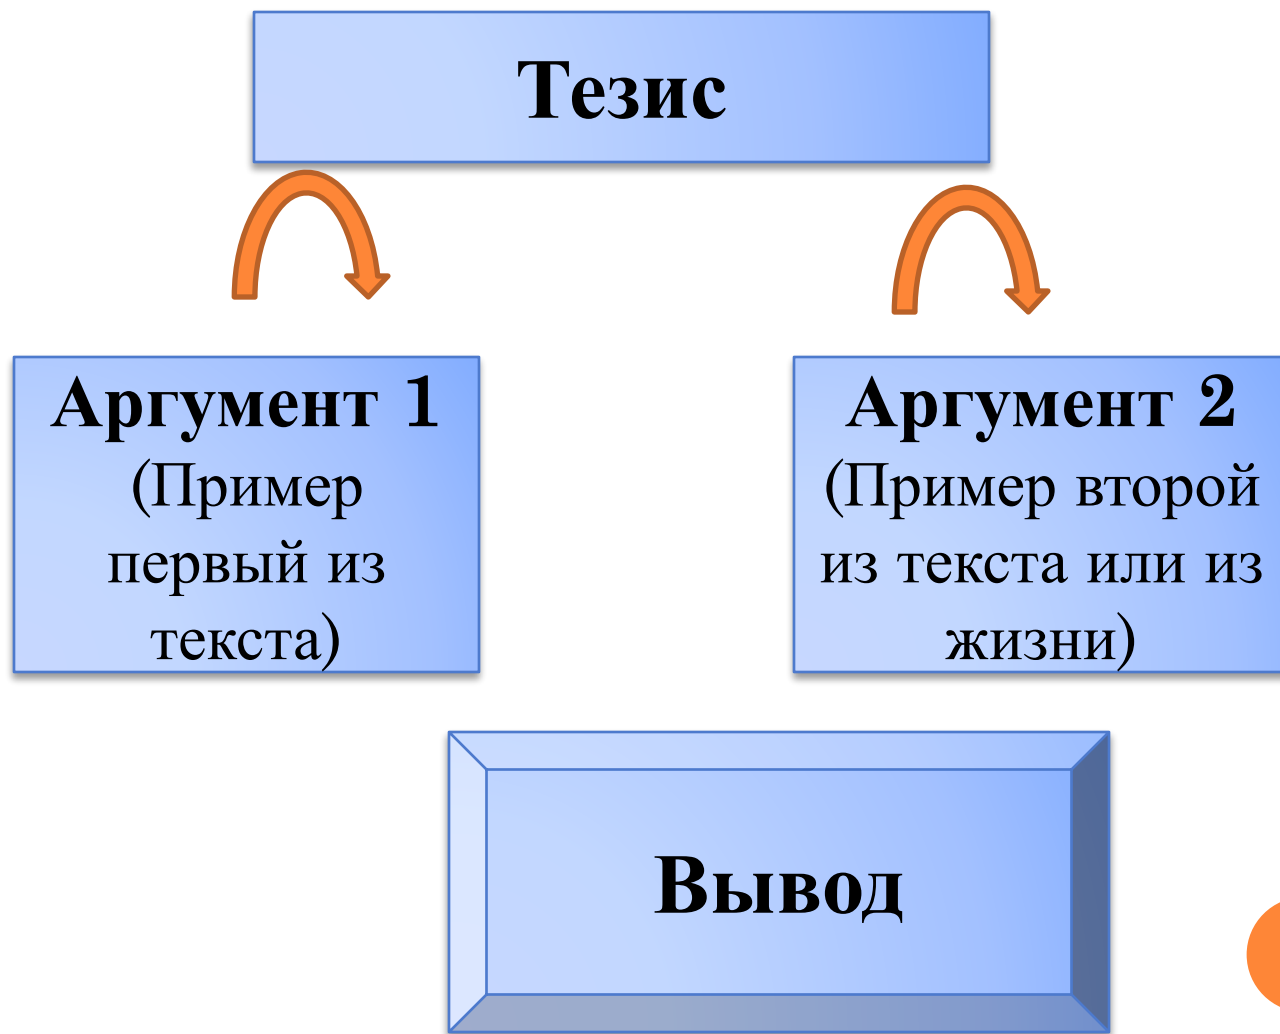 Тезис
Аргумент 1
(Пример
первый из
текста)
Аргумент 2
(Пример второй
из текста или из
жизни)
Вывод